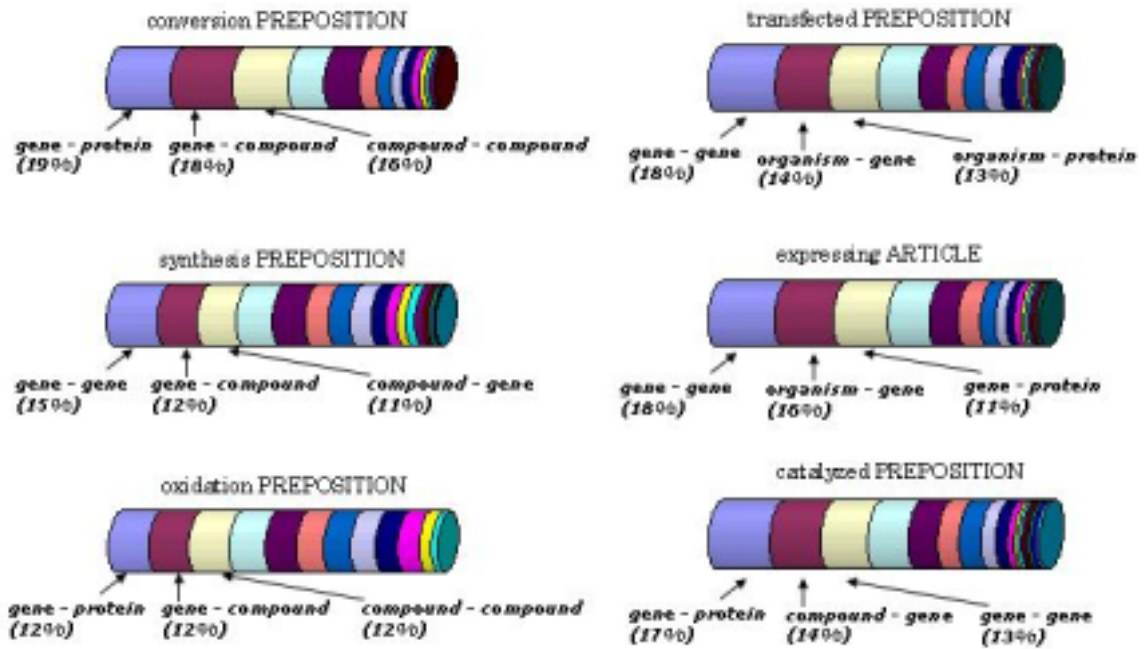 conversion PREPOSITION
gene - protein
(19%)
gene - compound
(18%)
compound - compound
(16%)
transfected PREPOSITION
gene - gene
(18%)
organism - gene
(14%)
organism - protein
(13%)
synthesis PREPOSITION
gene - gene
(15%)
gene - compound
(12%)
compound - gene
(11%)
expressing ARTICLE
gene - gene
(18%)
organism - gene
(16%)
gene - protein
(11%)
oxidation PREPOSITION
gene - protein
(12%)
gene - compound
(12%)
compound - compound
(12%)
catalyzed PREPOSITION
gene - protein
(17%)
compound - gene
(14%)
gene - gene
(13%)